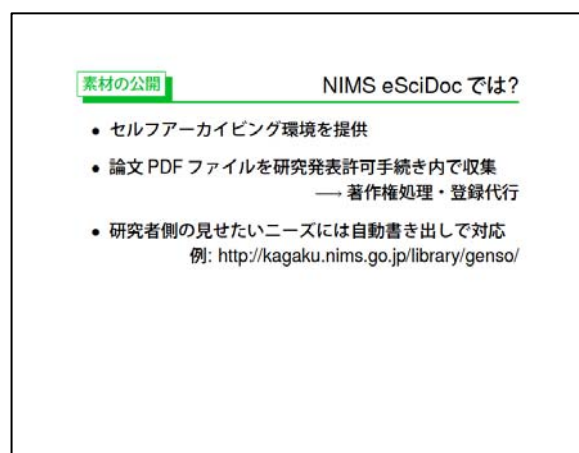 素材の公開
NIMS eSciDoc では?
• セルフアーカイビング環境を提供
• 論文 PDF ファイルを研究発表許可手続き内で収集
⟶ 著作権処理・登録代行
• 研究者側の見せたいニーズには自動書き出しで対応
例: http://kagaku.nims.go.jp/library/genso/